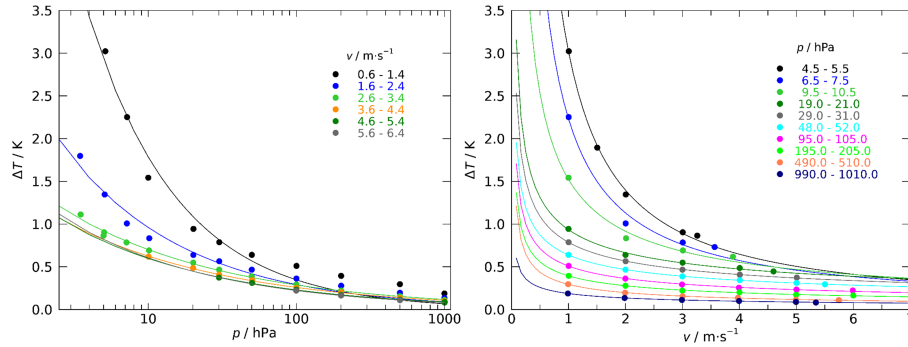 3.5
3.0
2.5
2.0
1.5
1.0
0.5
0.0
ΔT / K
v / m·s⁻¹
0.6 - 1.4
1.6 - 2.4
2.6 - 3.4
3.6 - 4.4
4.6 - 5.4
5.6 - 6.4
10 100 1000
p / hPa
3.5
3.0
2.5
2.0
1.5
1.0
0.5
0.0
ΔT / K
p / hPa
4.5 - 5.5
6.5 - 7.5
9.5 - 10.5
19.0 - 21.0
29.0 - 31.0
48.0 - 52.0
95.0 - 105.0
195.0 - 205.0
490.0 - 510.0
990.0 - 1010.0
0 1 2 3 4 5 6 7
v / m·s⁻¹